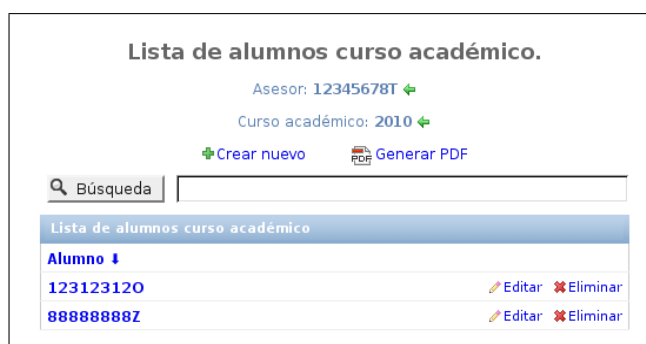 Lista de alumnos curso académico.
Asesor: 12345678T
Curso académico: 2010
Crear nuevo PDF Generar PDF
Búsqueda
Lista de alumnos curso académico
Alumno
12312312O Editar Eliminar
88888888Z Editar Eliminar